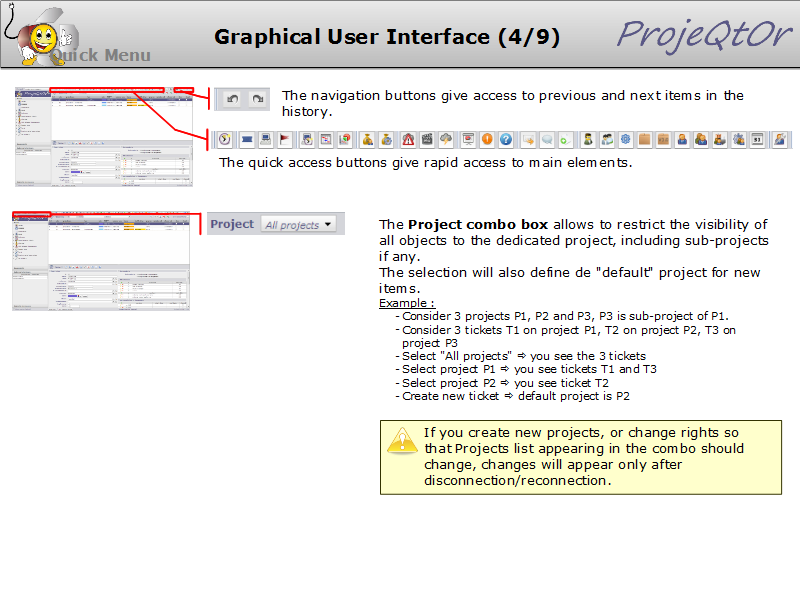 Graphical User Interface (4/9)
ProjeQtOr
Quick Menu
The navigation buttons give access to previous and next items in the
history.
The quick access buttons give rapid access to main elements.
Project All projects
The Project combo box allows to restrict the visibility of
all objects to the dedicated project, including sub-projects
if any.
The selection will also define de "default" project for new
items.
Example :
- Consider 3 projects P1, P2 and P3, P3 is sub-project of P1.
- Consider 3 tickets T1 on project P1, T2 on project P2, T3 on
project P3
- Select "All projects" ⇨ you see the 3 tickets
- Select project P1 ⇨ you see tickets T1 and T3
- Select project P2 ⇨ you see ticket T2
- Create new ticket ⇨ default project is P2
If you create new projects, or change rights so
that Projects list appearing in the combo should
change, changes will appear only after
disconnection/reconnection.